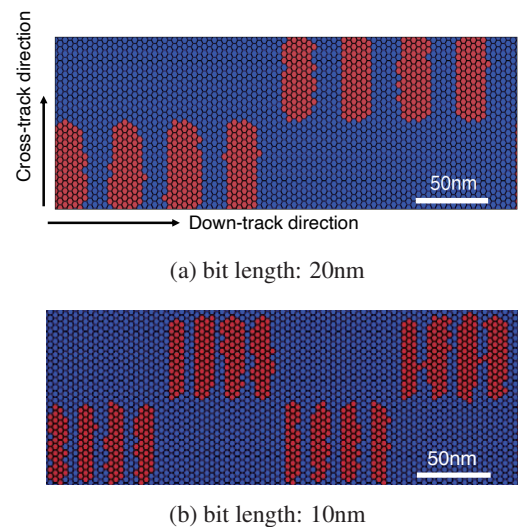 Cross-track direction
50nm
Down-track direction
(a) bit length: 20nm
50nm
(b) bit length: 10nm